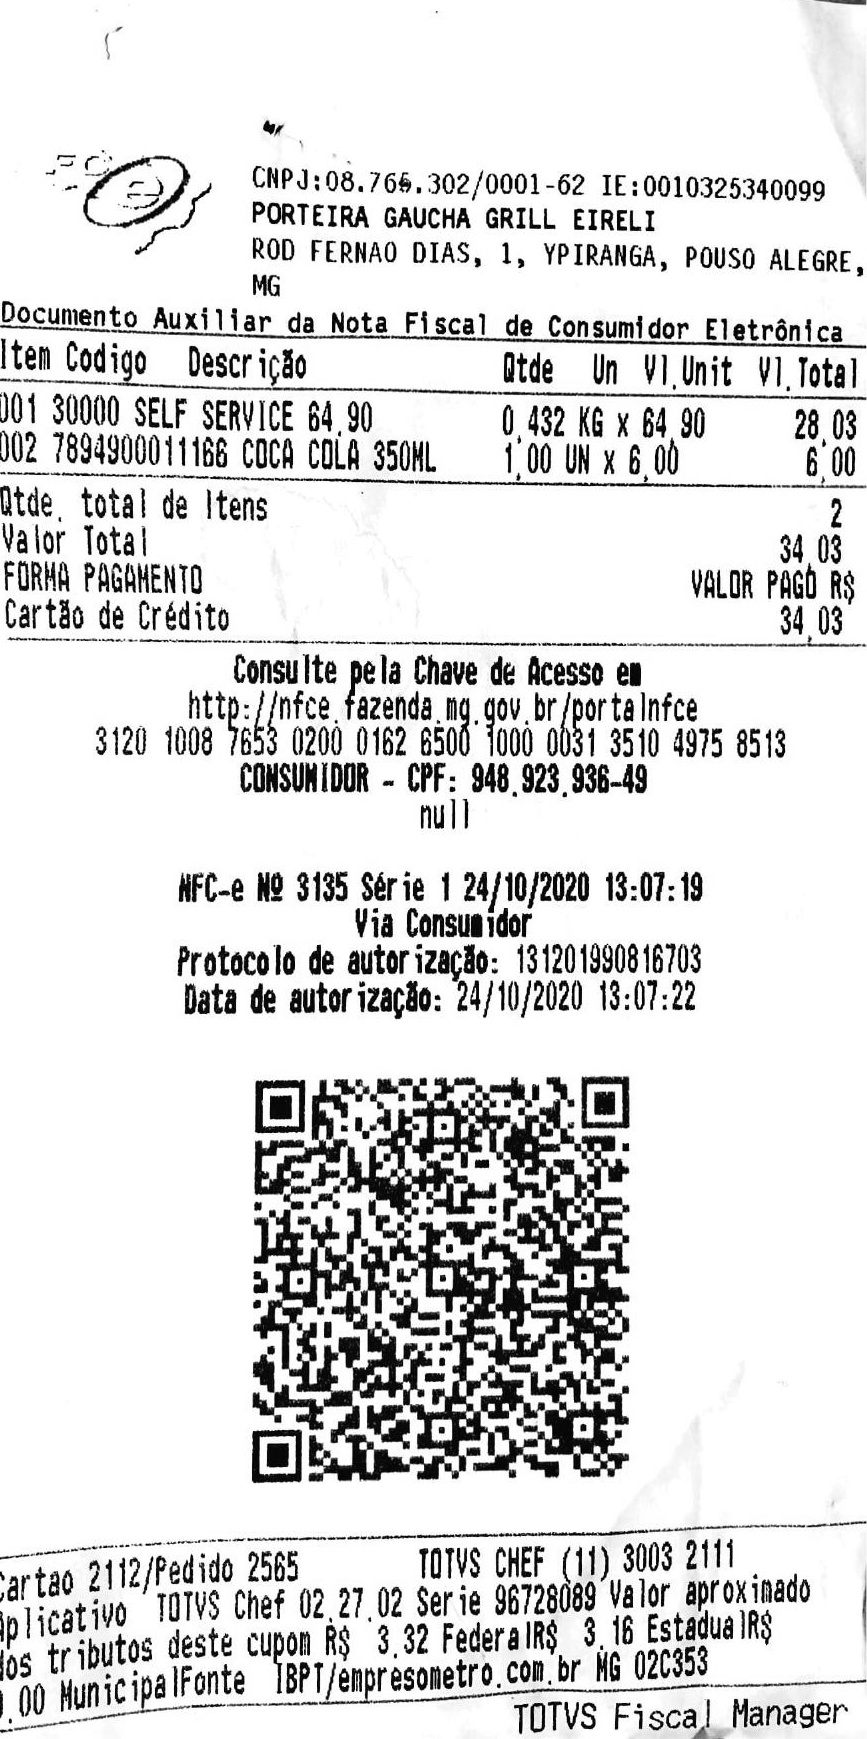 CNPJ:08.766.302/0001-62 IE:0010325340099
PORTEIRA GAUCHA GRILL EIRELI
ROD FERNAO DIAS, 1, YPIRANGA, POUSO ALEGRE,
MG
Documento Auxiliar da Nota Fiscal de Consumidor Eletrônica
Item Codigo Descrição Qtde Un Vl.Unit Vl.Total
001 30000 SELF SERVICE 64,90 0,432 KG x 64,90 28,03
002 7894900011166 COCA COLA 350ML 1,00 UN x 6,00 6,00
Qtde. total de Itens 2
Valor Total 34,03
FORMA PAGAMENTO VALOR PAGO R$
Cartão de Crédito 34,03
Consulte pela Chave de Acesso em
http://nfce.fazenda.mg.gov.br/portalnfce
3120 1008 7653 0200 0162 6500 1000 0031 3510 4975 8513
CONSUMIDOR - CPF: 948.923.936-49
null
NFC-e Nº 3135 Série 1 24/10/2020 13:07:19
Via Consumidor
Protocolo de autorização: 131201990816703
Data de autorização: 24/10/2020 13:07:22
Cartao 2112/Pedido 2565 TOTVS CHEF (11) 3003 2111
Aplicativo TOTVS Chef 02.27.02 Serie 96728089 Valor aproximado
dos tributos deste cupom R$ 3.32 FederalR$ 3.16 EstadualR$
0.00 MunicipalFonte IBPT/empresometro.com.br MG 02C353
TOTVS Fiscal Manager